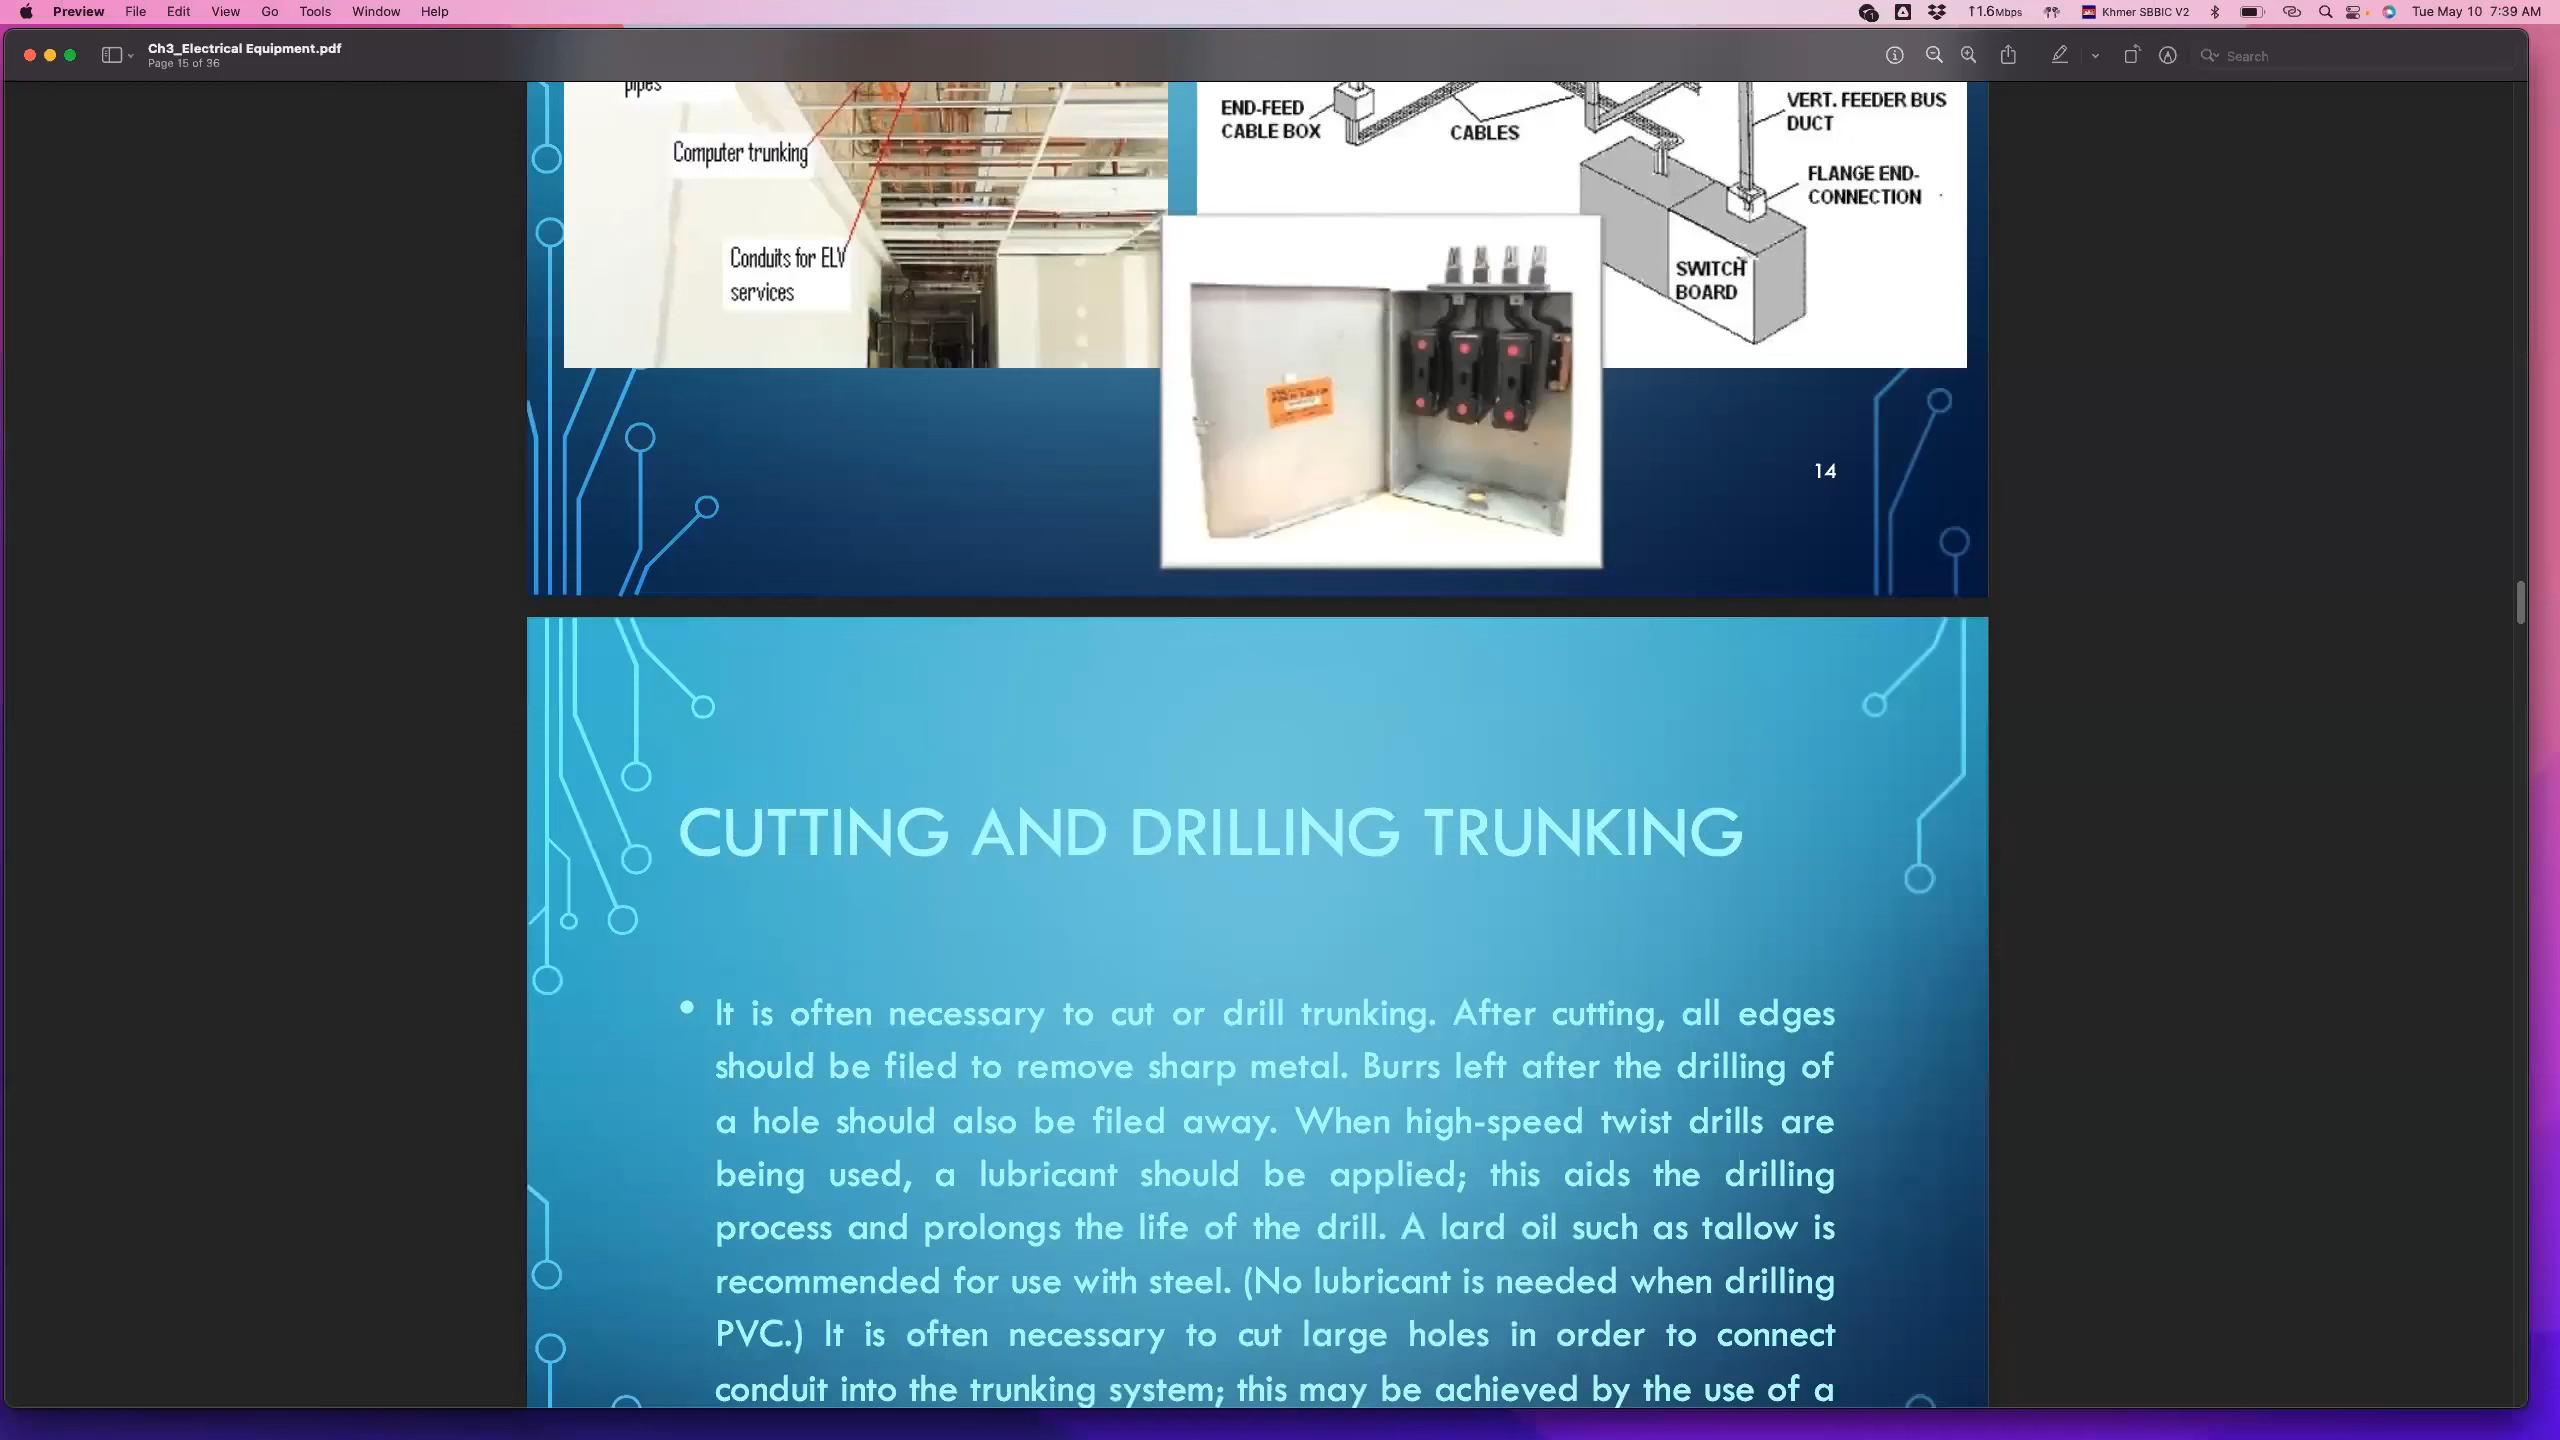 Preview File Edit View Go Tools Window Help
1 11.6Mbps Khmer SBBIC V2 Tue May 10 7:39 AM
Ch3_Electrical Equipment.pdf
Page 15 of 36
Search
pipes
Computer trunking
Conduits for ELV
services
END-FEED
CABLE BOX
CABLES
VERT. FEEDER BUS
DUCT
FLANGE END-
CONNECTION
SWITCH
BOARD
14
CUTTING AND DRILLING TRUNKING
• It is often necessary to cut or drill trunking. After cutting, all edges
should be filed to remove sharp metal. Burrs left after the drilling of
a hole should also be filed away. When high-speed twist drills are
being used, a lubricant should be applied; this aids the drilling
process and prolongs the life of the drill. A lard oil such as tallow is
recommended for use with steel. (No lubricant is needed when drilling
PVC.) It is often necessary to cut large holes in order to connect
conduit into the trunking system; this may be achieved by the use of a